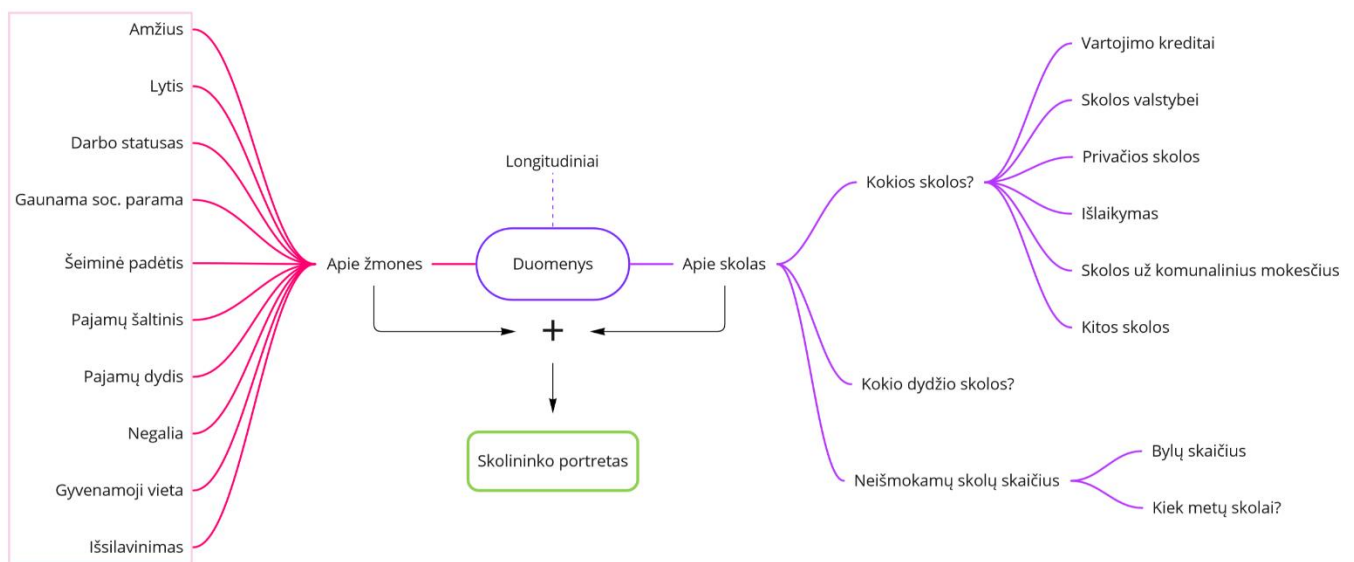 Amžius
Lytis
Darbo statusas
Gaunama soc. parama
Šeiminė padėtis
Pajamų šaltinis
Pajamų dydis
Negalia
Gyvenamoji vieta
Išsilavinimas
Apie žmones
Longitudiniai
Duomenys
+
Skolininko portretas
Apie skolas
Kokios skolos?
Vartojimo kreditai
Skolos valstybei
Privačios skolos
Išlaikymas
Skolos už komunalinius mokesčius
Kitos skolos
Kokio dydžio skolos?
Neišmokamų skolų skaičius
Bylų skaičius
Kiek metų skolai?